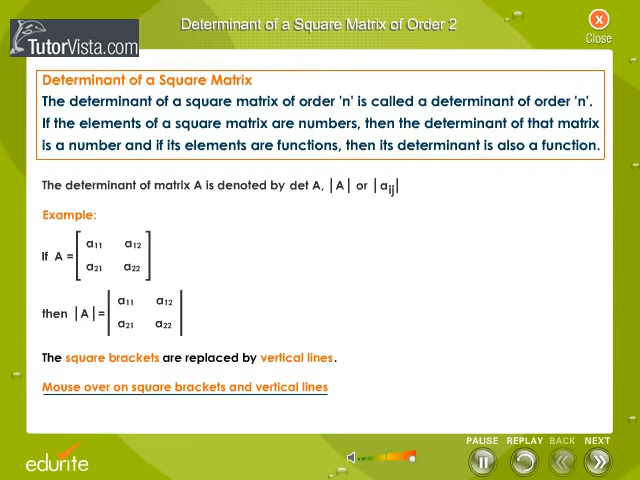 Determinant of a Square Matrix of Order 2
x
Close
TutorVista.com
Determinant of a Square Matrix
The determinant of a square matrix of order 'n' is called a determinant of order 'n'.
If the elements of a square matrix are numbers, then the determinant of that matrix
is a number and if its elements are functions, then its determinant is also a function.
The determinant of matrix A is denoted by det A, |A| or |aij|
Example:
If A = [ a11 a12
a21 a22 ]
then |A| = | a11 a12
a21 a22 |
The square brackets are replaced by vertical lines.
Mouse over on square brackets and vertical lines
PAUSE REPLAY BACK NEXT
edurite